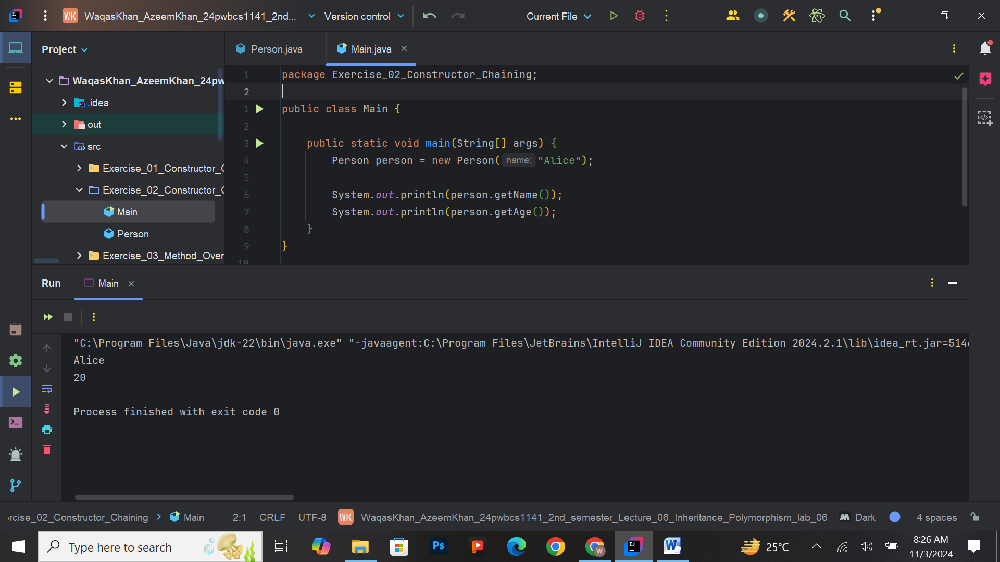 WK WaqasKhan_AzeemKhan_24pwbcs1141_2nd... Version control Current File
Project
WaqasKhan_AzeemKhan_24pw
.idea
out
src
Exercise_01_Constructor_
Exercise_02_Constructor_
Main
Person
Exercise_03_Method_Over
Person.java Main.java
1 package Exercise_02_Constructor_Chaining;
2
1 public class Main {
2
3 public static void main(String[] args) {
4 Person person = new Person( name: "Alice");
5
6 System.out.println(person.getName());
7 System.out.println(person.getAge());
8 }
9 }
10
Run Main
"C:\Program Files\Java\jdk-22\bin\java.exe" "-javaagent:C:\Program Files\JetBrains\IntelliJ IDEA Community Edition 2024.2.1\lib\idea_rt.jar=514
Alice
20
Process finished with exit code 0
rcise_02_Constructor_Chaining Main 2:1 CRLF UTF-8 WK WaqasKhan_AzeemKhan_24pwbcs1141_2nd_semester_Lecture_06_Inheritance_Polymorphism_lab_06 Dark 4 spaces
Type here to search Ps W IJ W 25°C 8:26 AM
11/3/2024